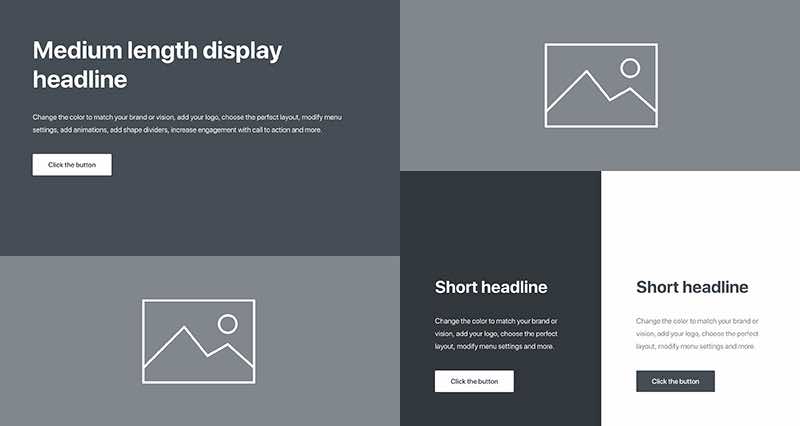 Medium length display
headline
Change the color to match your brand or vision, add your logo, choose the perfect layout, modify menu
settings, add animations, add shape dividers, increase engagement with call to action and more.
Click the button
Short headline
Change the color to match your brand or
vision, add your logo, choose the perfect
layout, modify menu settings and more.
Click the button
Short headline
Change the color to match your brand or
vision, add your logo, choose the perfect
layout, modify menu settings and more.
Click the button